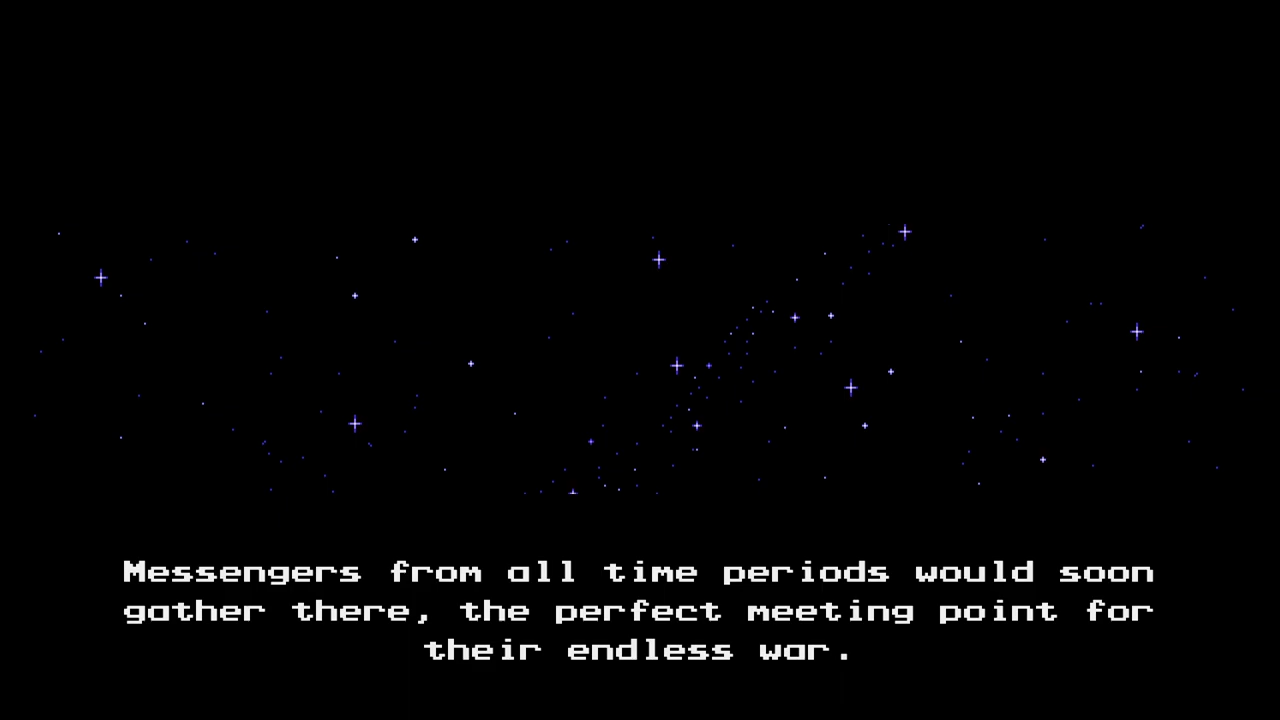 Messengers from all time periods would soon
gather there, the perfect meeting point for
their endless war.